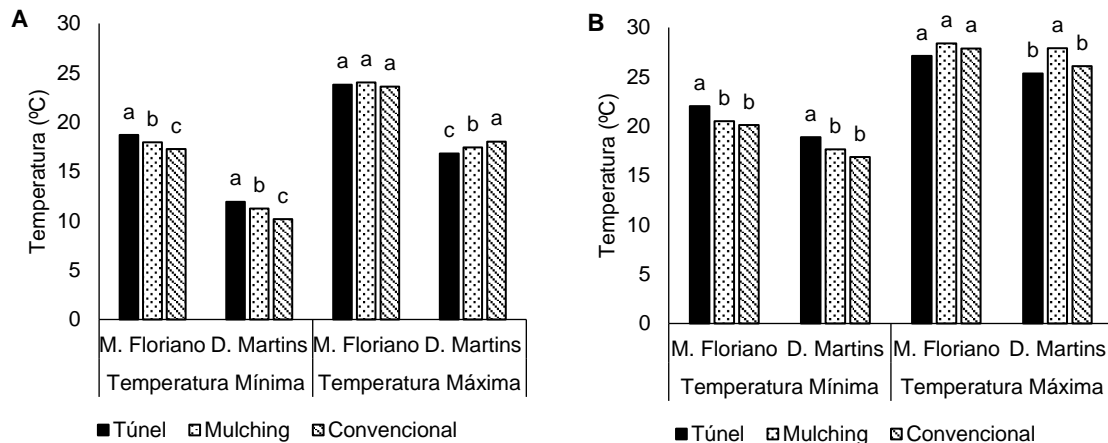 A
Temperatura (ºC)
30
25
20
15
10
5
0
a b c a b c a a a c b a
M. Floriano D. Martins M. Floriano D. Martins
Temperatura Mínima Temperatura Máxima
Túnel Mulching Convencional
B
Temperatura (ºC)
30
25
20
15
10
5
0
a b b a b b a a a b a b
M. Floriano D. Martins M. Floriano D. Martins
Temperatura Mínima Temperatura Máxima
Túnel Mulching Convencional